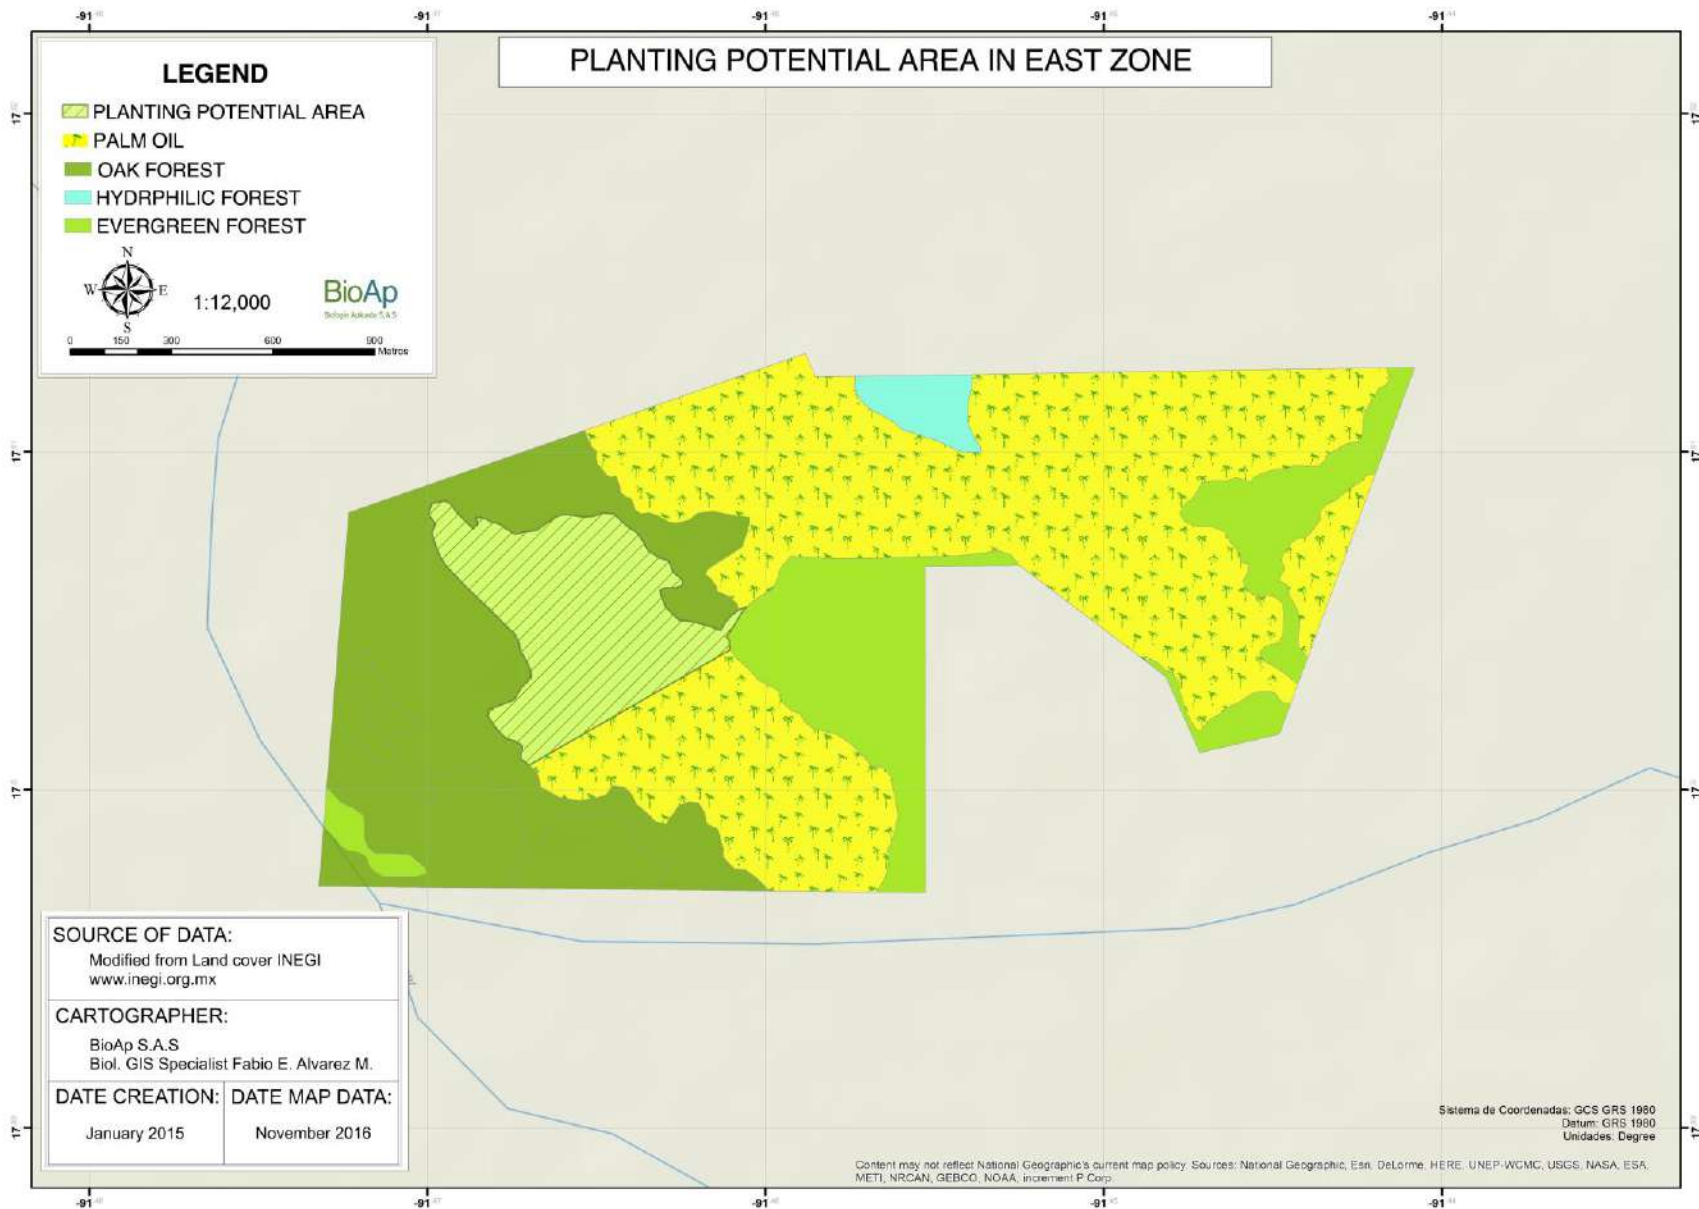 PLANTING POTENTIAL AREA IN EAST ZONE
LEGEND
PLANTING POTENTIAL AREA
PALM OIL
OAK FOREST
HYDRPHILIC FOREST
EVERGREEN FOREST
N
W E
S
1:12,000
BioAp
0 150 300 600 900
Metros
SOURCE OF DATA:
Modified from Land cover INEGI
www.inegi.org.mx
CARTOGRAPHER:
BioAp S.A.S
Biol. GIS Specialist Fabio E. Alvarez M.
DATE CREATION: DATE MAP DATA:
January 2015 November 2016
Sistema de Coordenadas: GCS GRS 1980
Datum: GRS 1980
Unidades: Degree
Content may not reflect National Geographic's current map policy. Sources: National Geographic, Esri, DeLorme, HERE, UNEP-WCMC, USGS, NASA, ESA,
METI, NRCAN, GEBCO, NOAA, increment P Corp.